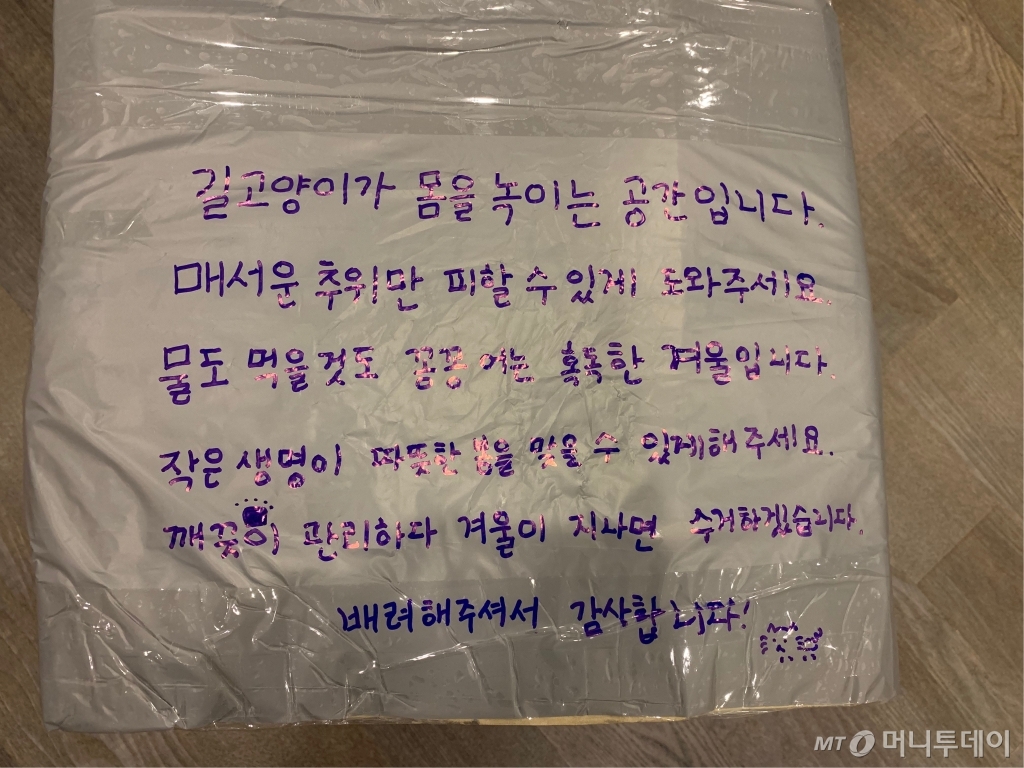 길고양이가 몸을 녹이는 공간입니다.
매서운 추위만 피할 수 있게 도와주세요.
물도 먹을것도 꽁꽁 어는 혹독한 겨울입니다.
작은 생명이 따뜻한 봄을 맞을 수 있게해주세요.
깨끗이 관리하다 겨울이 지나면 수거하겠습니다.
배려해주셔서 감사합니다!
MT 머니투데이